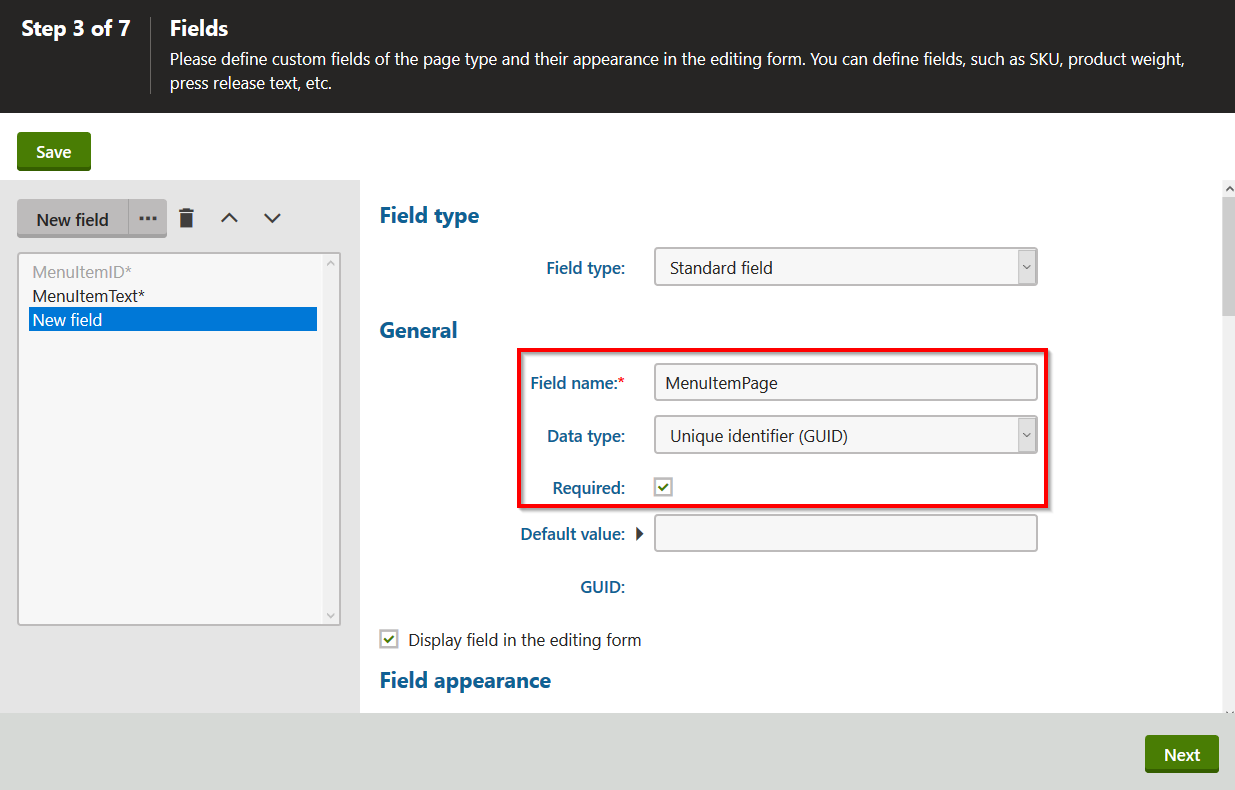 Step 3 of 7
Fields
Please define custom fields of the page type and their appearance in the editing form. You can define fields, such as SKU, product weight,
press release text, etc.
Save
New field ...
MenuItemID*
MenuItemText*
New field
Field type
Field type: Standard field
General
Field name:* MenuItemPage
Data type: Unique identifier (GUID)
Required:
Default value:
GUID:
Display field in the editing form
Field appearance
Next